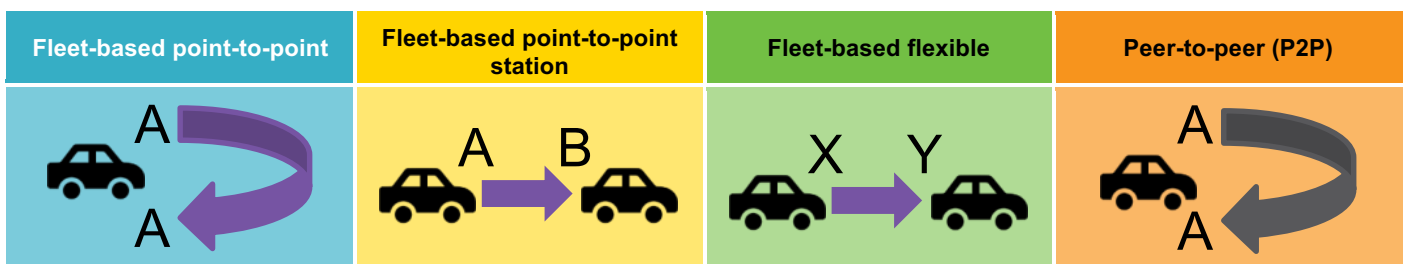 Fleet-based point-to-point
Fleet-based point-to-point
station
Fleet-based flexible
Peer-to-peer (P2P)
A
A
A B
X Y
A
A